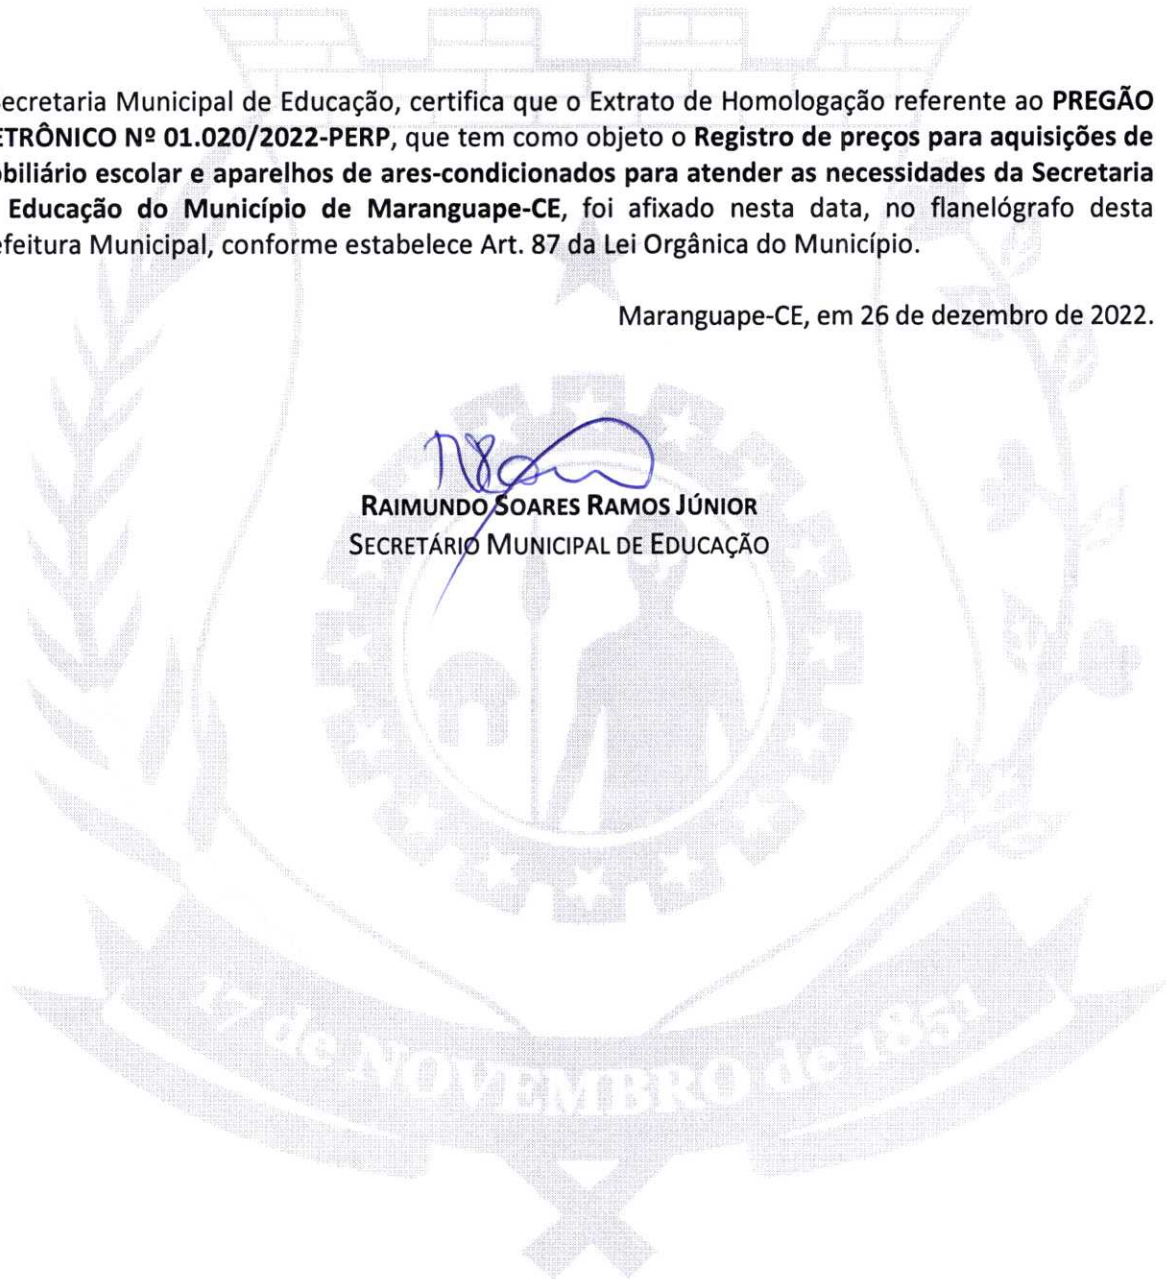 ecretaria Municipal de Educação, certifica que o Extrato de Homologação referente ao PREGÃO
ETRÔNICO Nº 01.020/2022-PERP, que tem como objeto o Registro de preços para aquisições de
obiliário escolar e aparelhos de ares-condicionados para atender as necessidades da Secretaria
Educação do Município de Maranguape-CE, foi afixado nesta data, no flanelógrafo desta
efeitura Municipal, conforme estabelece Art. 87 da Lei Orgânica do Município.
Maranguape-CE, em 26 de dezembro de 2022.
RAIMUNDO SOARES RAMOS JÚNIOR
SECRETÁRIO MUNICIPAL DE EDUCAÇÃO
17 de NOVEMBRO de 1851